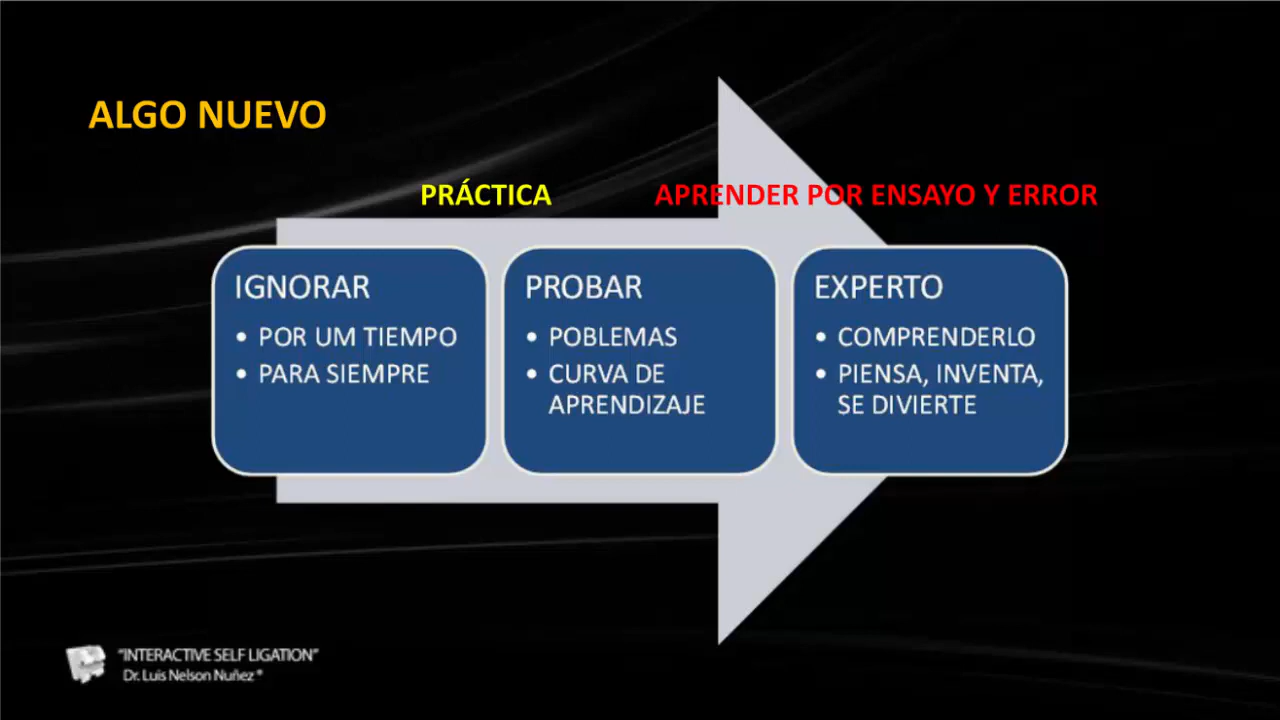 ALGO NUEVO
PRÁCTICA
APRENDER POR ENSAYO Y ERROR
IGNORAR
• POR UM TIEMPO
• PARA SIEMPRE
PROBAR
• POBLEMAS
• CURVA DE
APRENDIZAJE
EXPERTO
• COMPRENDERLO
• PIENSA, INVENTA,
SE DIVIERTE
"INTERACTIVE SELF LIGATION"
Dr. Luis Nelson Nuñez ®